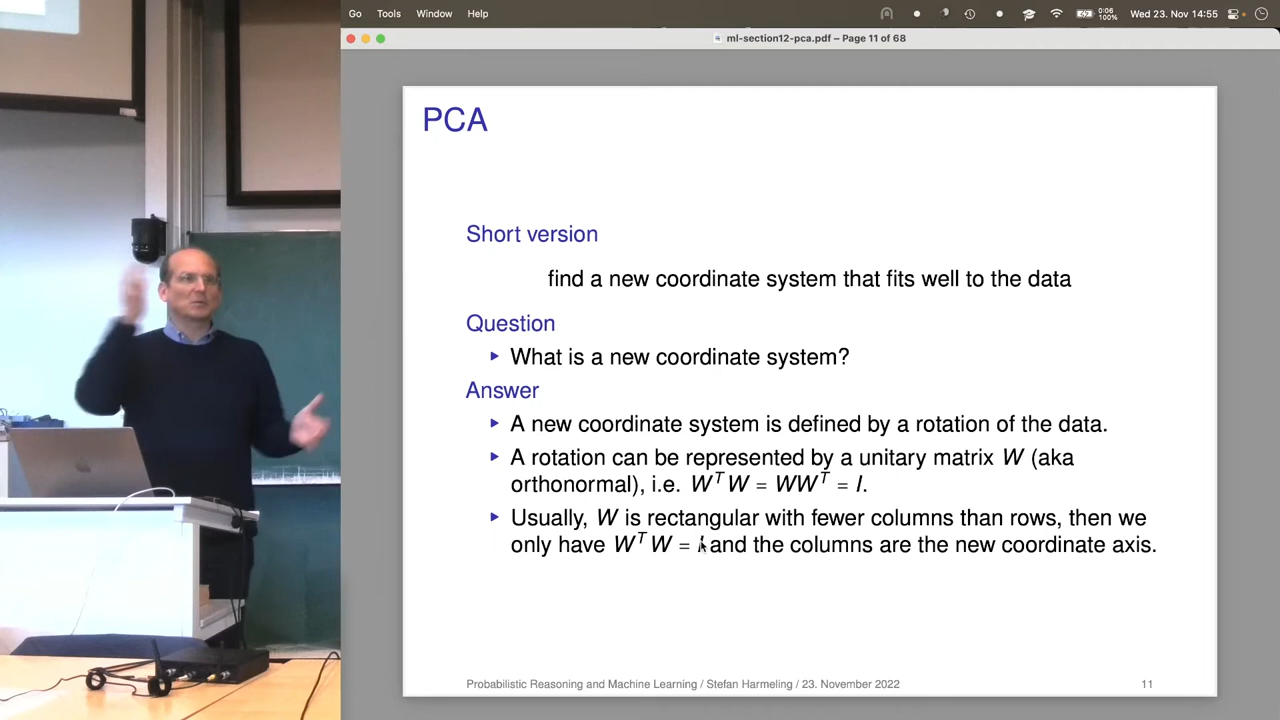 Go Tools Window Help 0:06 100% Wed 23. Nov 14:55
ml-section12-pca.pdf – Page 11 of 68
PCA
Short version
find a new coordinate system that fits well to the data
Question
What is a new coordinate system?
Answer
A new coordinate system is defined by a rotation of the data.
A rotation can be represented by a unitary matrix W (aka
orthonormal), i.e. WᵀW = WWᵀ = I.
Usually, W is rectangular with fewer columns than rows, then we
only have WᵀW = I and the columns are the new coordinate axis.
Probabilistic Reasoning and Machine Learning / Stefan Harmeling / 23. November 2022 11